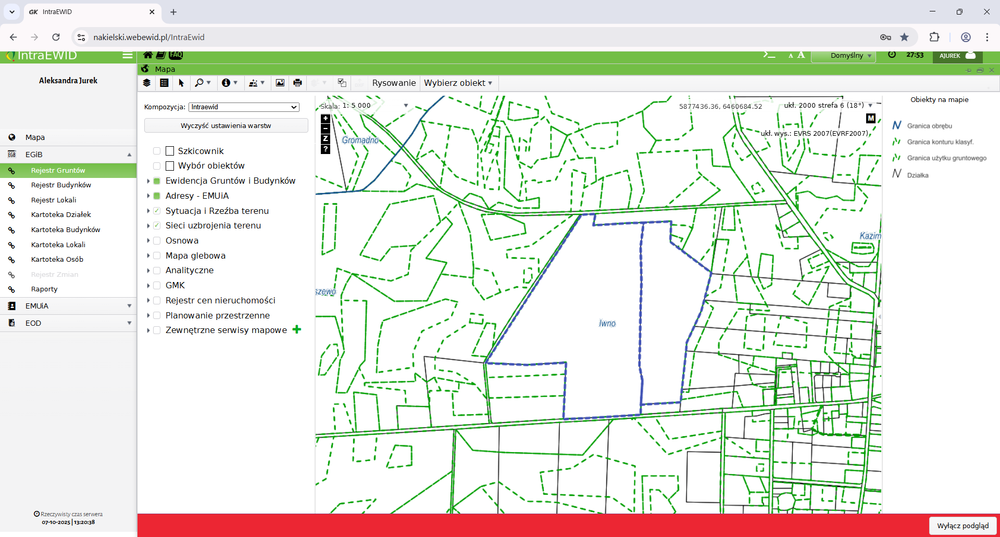 GK IntraEWID
nakielski.webewid.pl/IntraEwid
IntraEWID
FAQ
A A
Domyślny
27:53
AJUREK
Aleksandra Jurek
Mapa
EGiB
Rejestr Gruntów
Rejestr Budynków
Rejestr Lokali
Kartoteka Działek
Kartoteka Budynków
Kartoteka Lokali
Kartoteka Osób
Rejestr Zmian
Raporty
EMUiA
EOD
Rzeczywisty czas serwera
07-10-2025 | 13:20:38
Mapa
Rysowanie
Wybierz obiekt
Kompozycja: Intraewid
Wyczyść ustawienia warstw
Szkicownik
Wybór obiektów
Ewidencja Gruntów i Budynków
Adresy - EMUiA
Sytuacja i Rzeźba terenu
Sieci uzbrojenia terenu
Osnowa
Mapa glebowa
Analityczne
GMK
Rejestr cen nieruchomości
Planowanie przestrzenne
Zewnętrzne serwisy mapowe
Skala: 1: 5 000
5877436.36, 6460684.52
ukł. 2000 strefa 6 (18°)
M
ukł. wys.: EVRS 2007(EVRF2007)
+
−
Z
?
Gromadno
Kazim
szewo
Iwno
Obiekty na mapie
Granica obrębu
Granica konturu klasyf.
Granica użytku gruntowego
Działka
Wyłącz podgląd